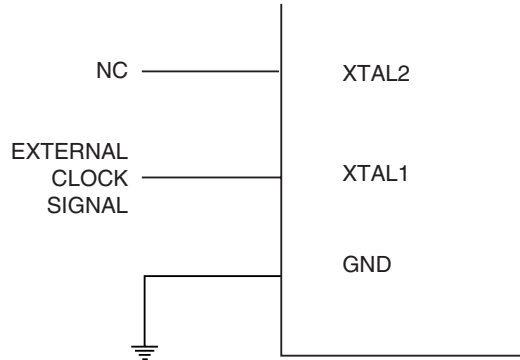 NC
XTAL2
EXTERNAL
CLOCK
SIGNAL
XTAL1
GND